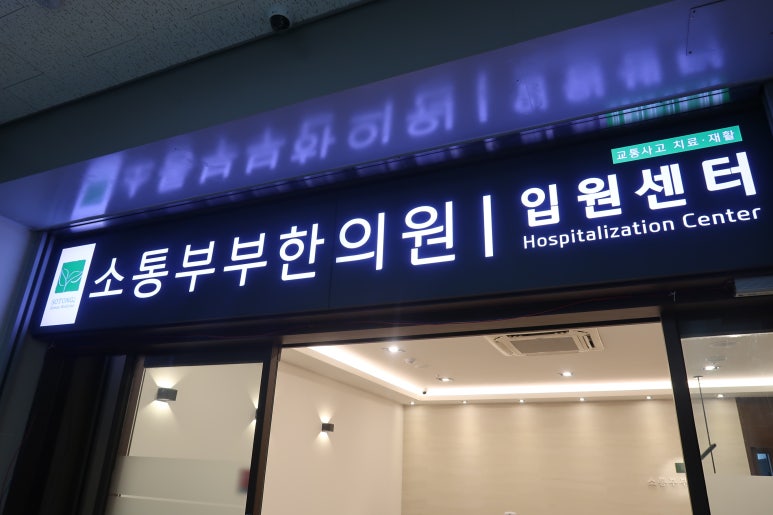 교통사고 치료·재활
소통부부한의원 | 입원센터
Hospitalization Center
SOTONG